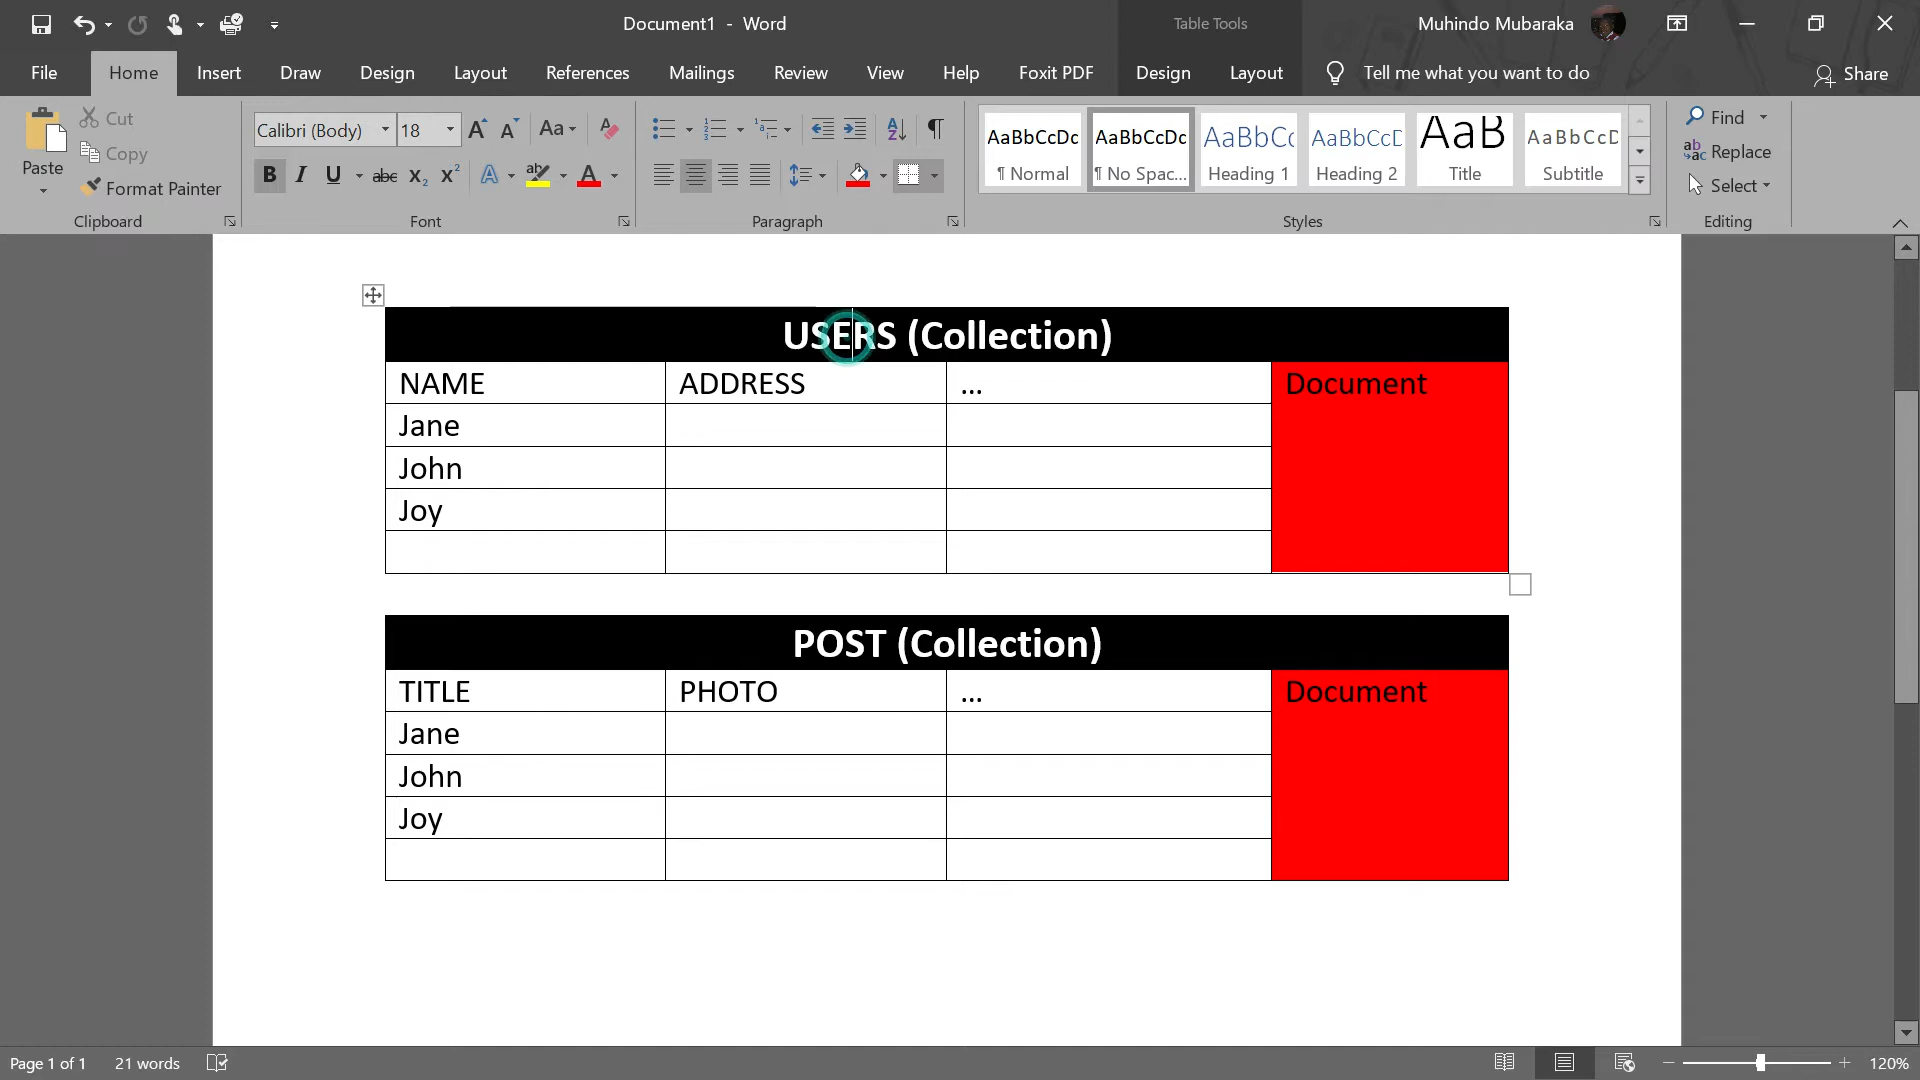 Document1 - Word
Table Tools
Muhindo Mubaraka
File Home Insert Draw Design Layout References Mailings Review View Help Foxit PDF Design Layout Tell me what you want to do Share
Paste
Cut
Copy
Format Painter
Clipboard
Calibri (Body) 18
Aa
B I U abc X₂ X²
Font
Paragraph
AaBbCcDc
¶ Normal
AaBbCcDc
¶ No Spac...
AaBbCc
Heading 1
AaBbCcD
Heading 2
AaB
Title
AaBbCcD
Subtitle
Styles
Find
Replace
Select
Editing
USERS (Collection)
NAME ADDRESS ... Document
Jane
John
Joy
POST (Collection)
TITLE PHOTO ... Document
Jane
John
Joy
Page 1 of 1 21 words 120%